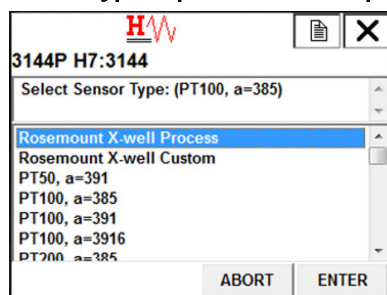 H
3144P H7:3144
Select Sensor Type: (PT100, a=385)
Rosemount X-well Process
Rosemount X-well Custom
PT50, a=391
PT100, a=385
PT100, a=391
PT100, a=3916
PT200, a=385
ABORT ENTER